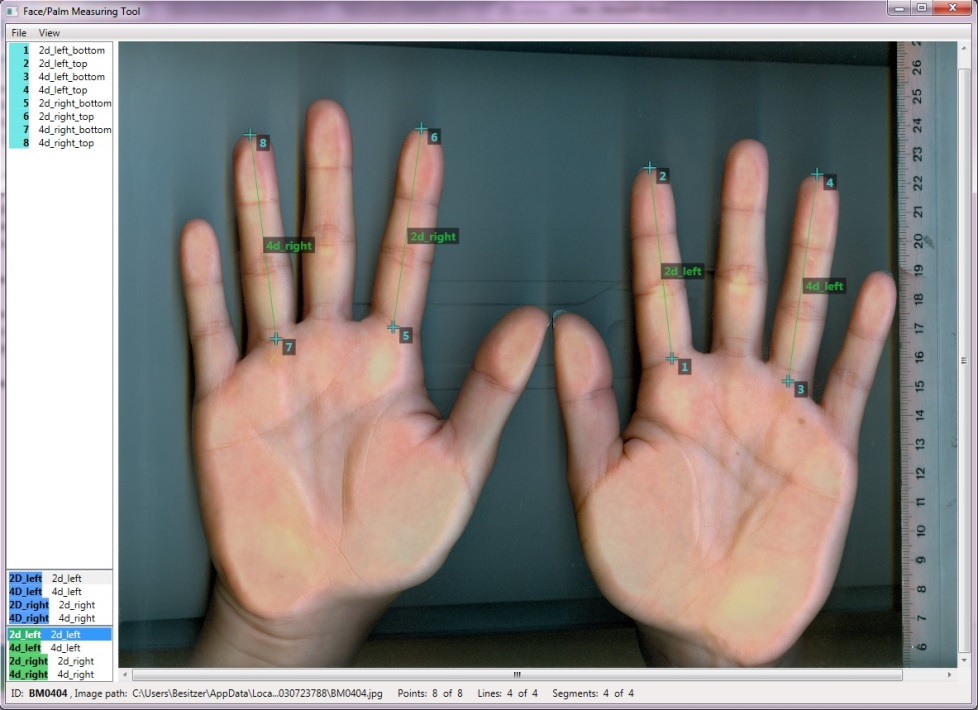 Face/Palm Measuring Tool
File View
1 2d_left_bottom
2 2d_left_top
3 4d_left_bottom
4 4d_left_top
5 2d_right_bottom
6 2d_right_top
7 4d_right_bottom
8 4d_right_top
8
6
2
4
4d_right
2d_right
2d_left
4d_left
7
5
1
3
26
25
24
23
22
21
20
19
18
17
16
15
14
13
12
11
10
9
8
7
6
2D_left 2d_left
4D_left 4d_left
2D_right 2d_right
4D_right 4d_right
2d_left 2d_left
4d_left 4d_left
2d_right 2d_right
4d_right 4d_right
ID: BM0404 , Image path: C:\Users\Besitzer\AppData\Loca...030723788\BM0404.jpg Points: 8 of 8 Lines: 4 of 4 Segments: 4 of 4